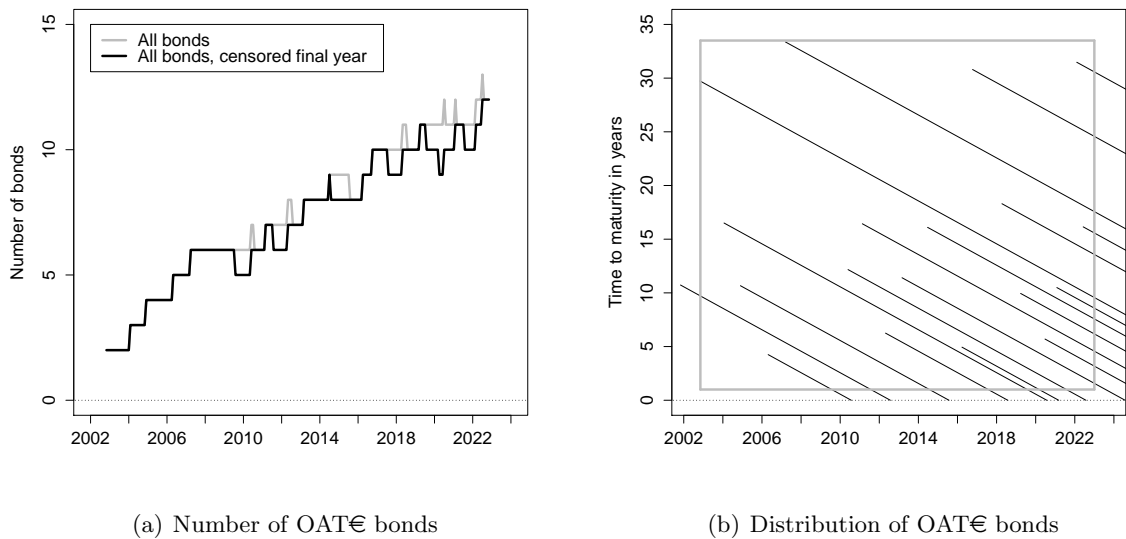 All bonds
All bonds, censored final year
Number of bonds
0 5 10 15
2002 2006 2010 2014 2018 2022
Time to maturity in years
0 5 10 15 20 25 30 35
2002 2006 2010 2014 2018 2022
(a) Number of OAT€ bonds
(b) Distribution of OAT€ bonds